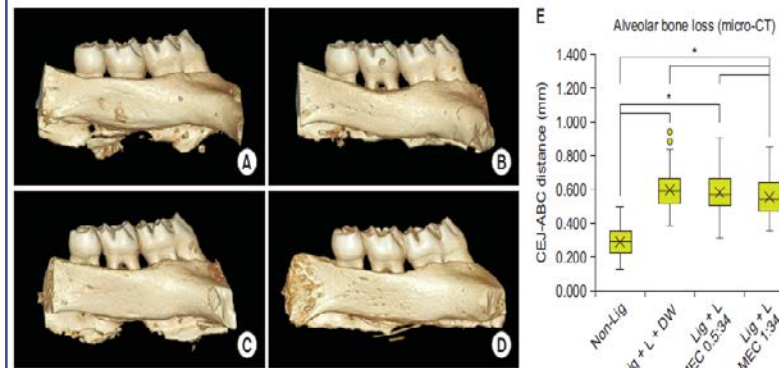 A
B
C
D
E
Alveolar bone loss (micro-CT)
CEJ-ABC distance (mm)
1.400
1.200
1.000
0.800
0.600
0.400
0.200
0.000
*
*
Non-Lig
+ L + DW
Lig + L
MEC 0.5:34
Lig + L
MEC 1:34